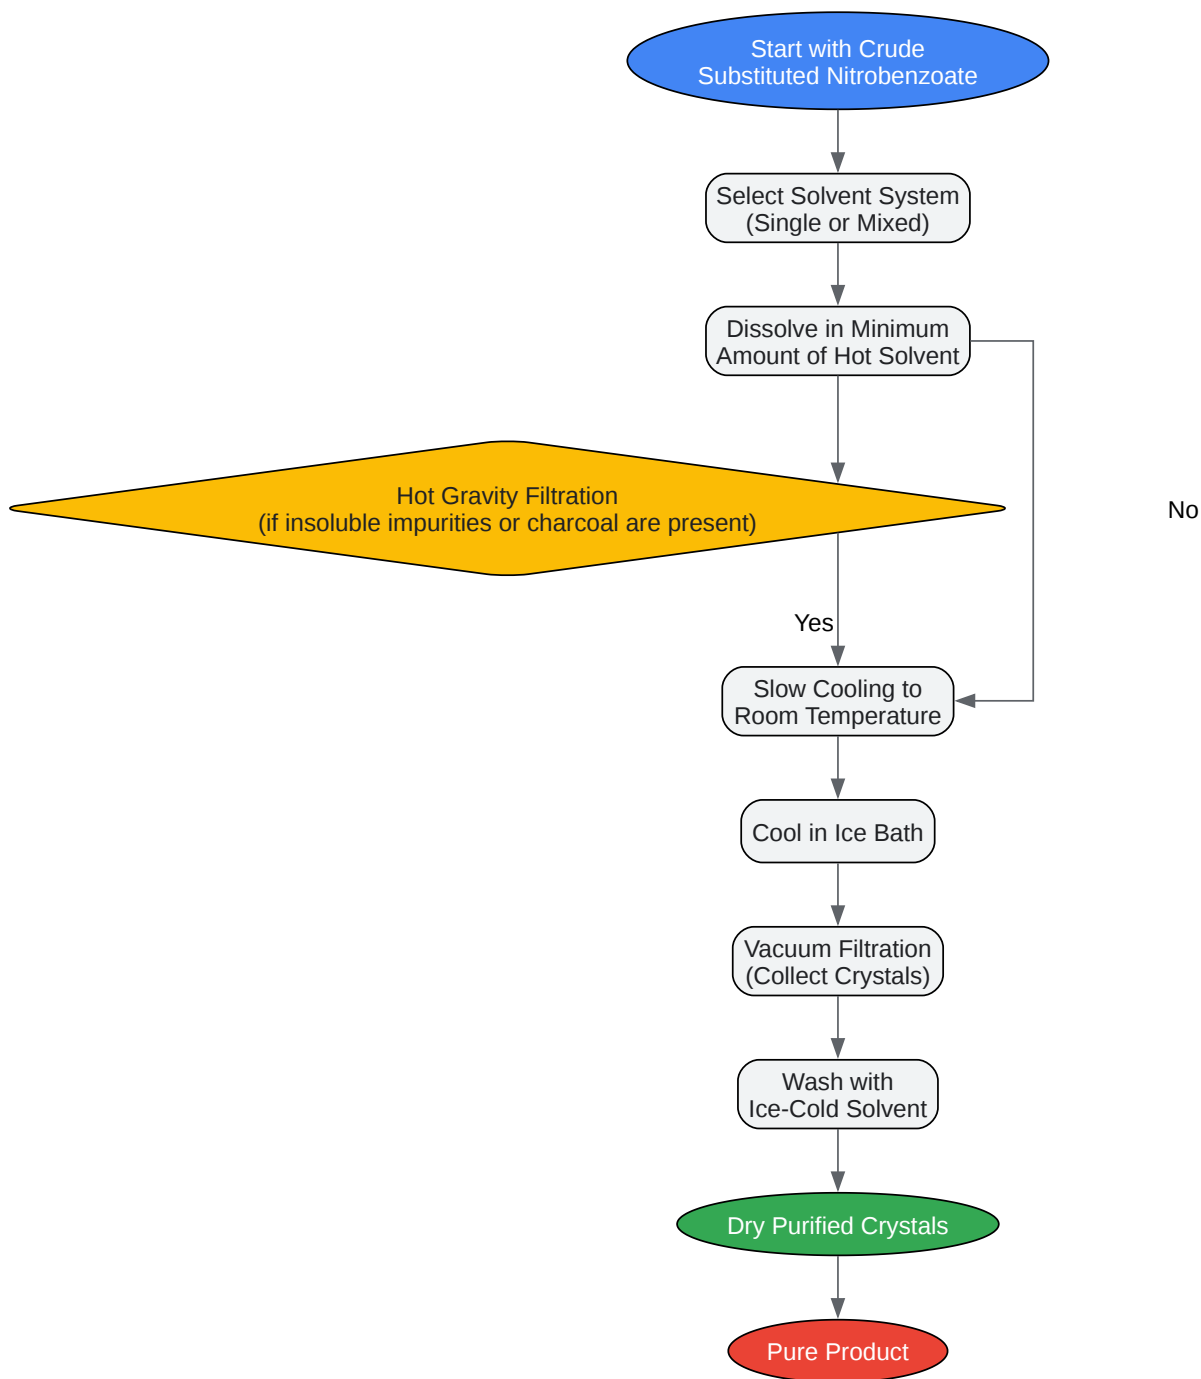 Start with Crude
Substituted Nitrobenzoate
Select Solvent System
(Single or Mixed)
Dissolve in Minimum
Amount of Hot Solvent
Hot Gravity Filtration
(if insoluble impurities or charcoal are present)
No
Yes
Slow Cooling to
Room Temperature
Cool in Ice Bath
Vacuum Filtration
(Collect Crystals)
Wash with
Ice-Cold Solvent
Dry Purified Crystals
Pure Product